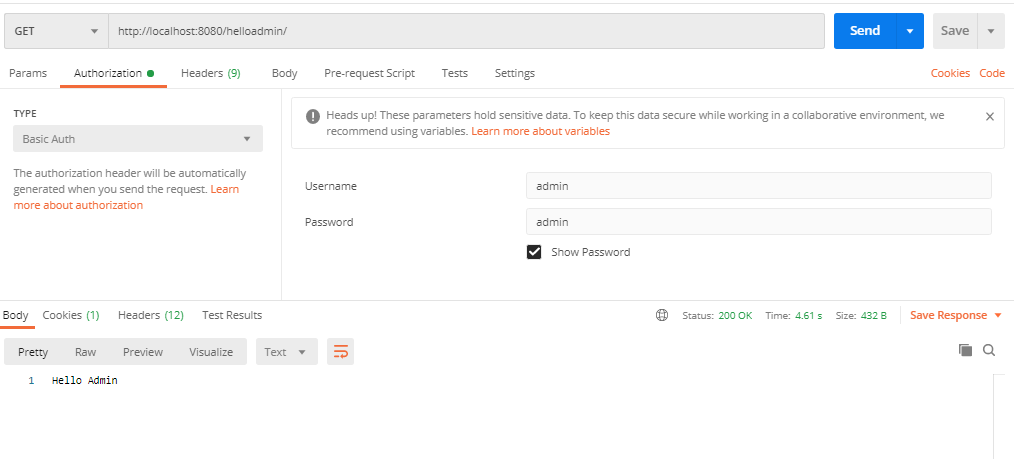 GET http://localhost:8080/helloadmin/ Send Save
Params Authorization Headers (9) Body Pre-request Script Tests Settings Cookies Code
TYPE
Basic Auth
The authorization header will be automatically
generated when you send the request. Learn
more about authorization
Heads up! These parameters hold sensitive data. To keep this data secure while working in a collaborative environment, we
recommend using variables. Learn more about variables
Username admin
Password admin
Show Password
Body Cookies (1) Headers (12) Test Results Status: 200 OK Time: 4.61 s Size: 432 B Save Response
Pretty Raw Preview Visualize Text
1 Hello Admin